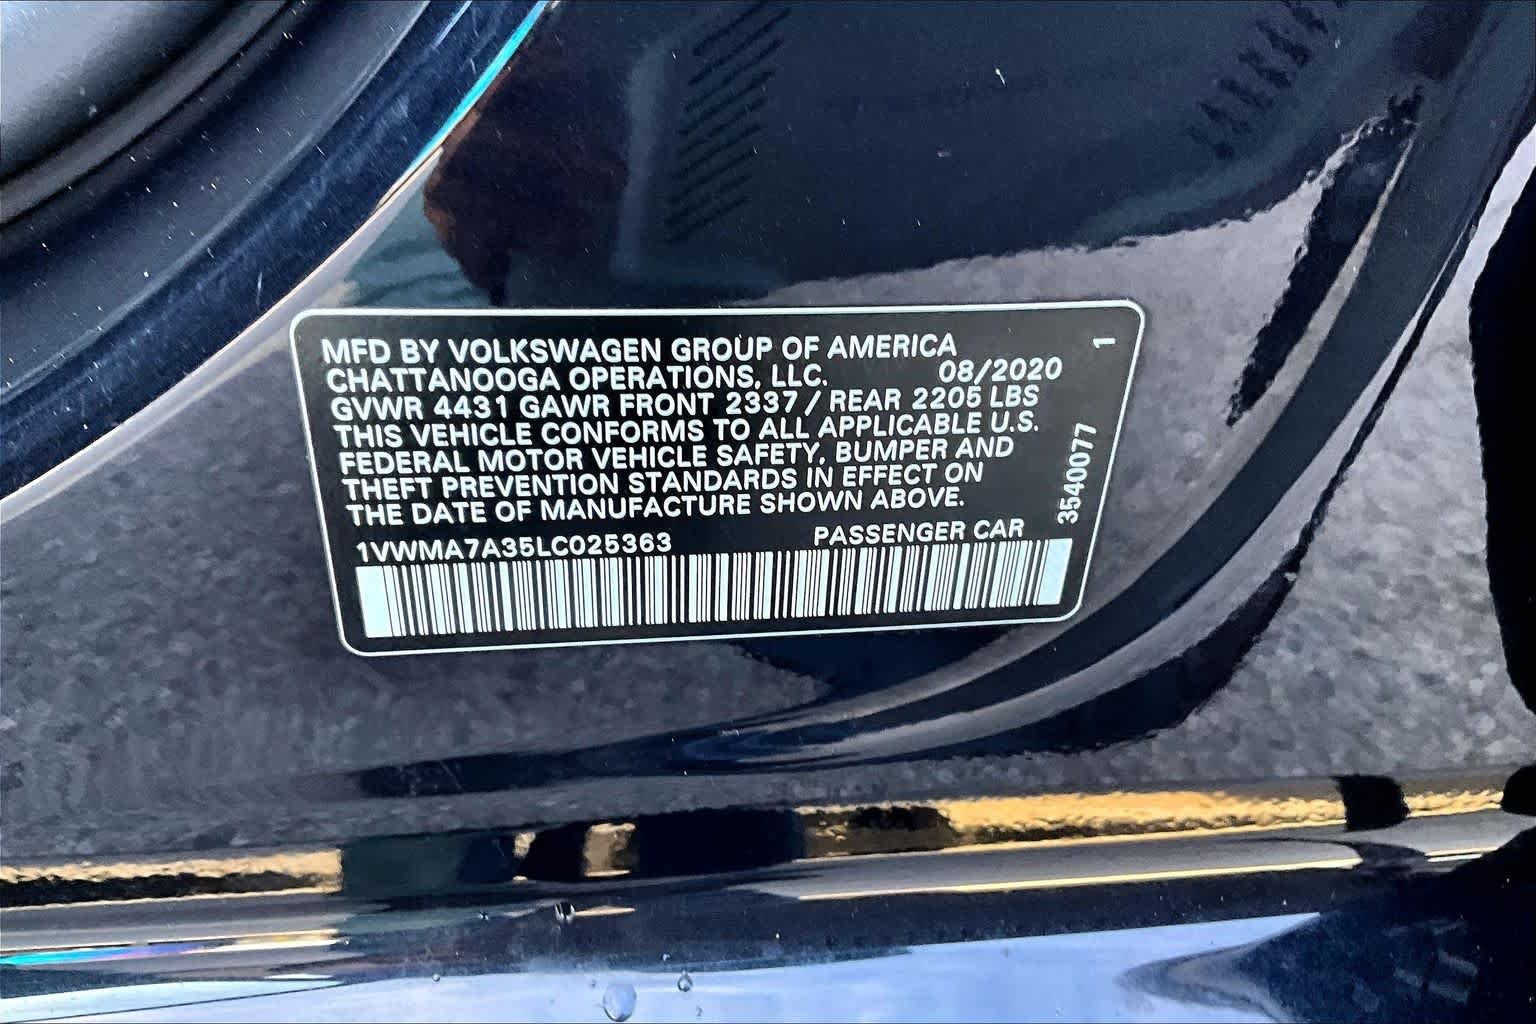 MFD BY VOLKSWAGEN GROUP OF AMERICA
CHATTANOOGA OPERATIONS, LLC. 08/2020
GVWR 4431 GAWR FRONT 2337 / REAR 2205 LBS
THIS VEHICLE CONFORMS TO ALL APPLICABLE U.S.
FEDERAL MOTOR VEHICLE SAFETY, BUMPER AND
THEFT PREVENTION STANDARDS IN EFFECT ON
THE DATE OF MANUFACTURE SHOWN ABOVE.
1VWMA7A35LC025363 PASSENGER CAR
3540077 1